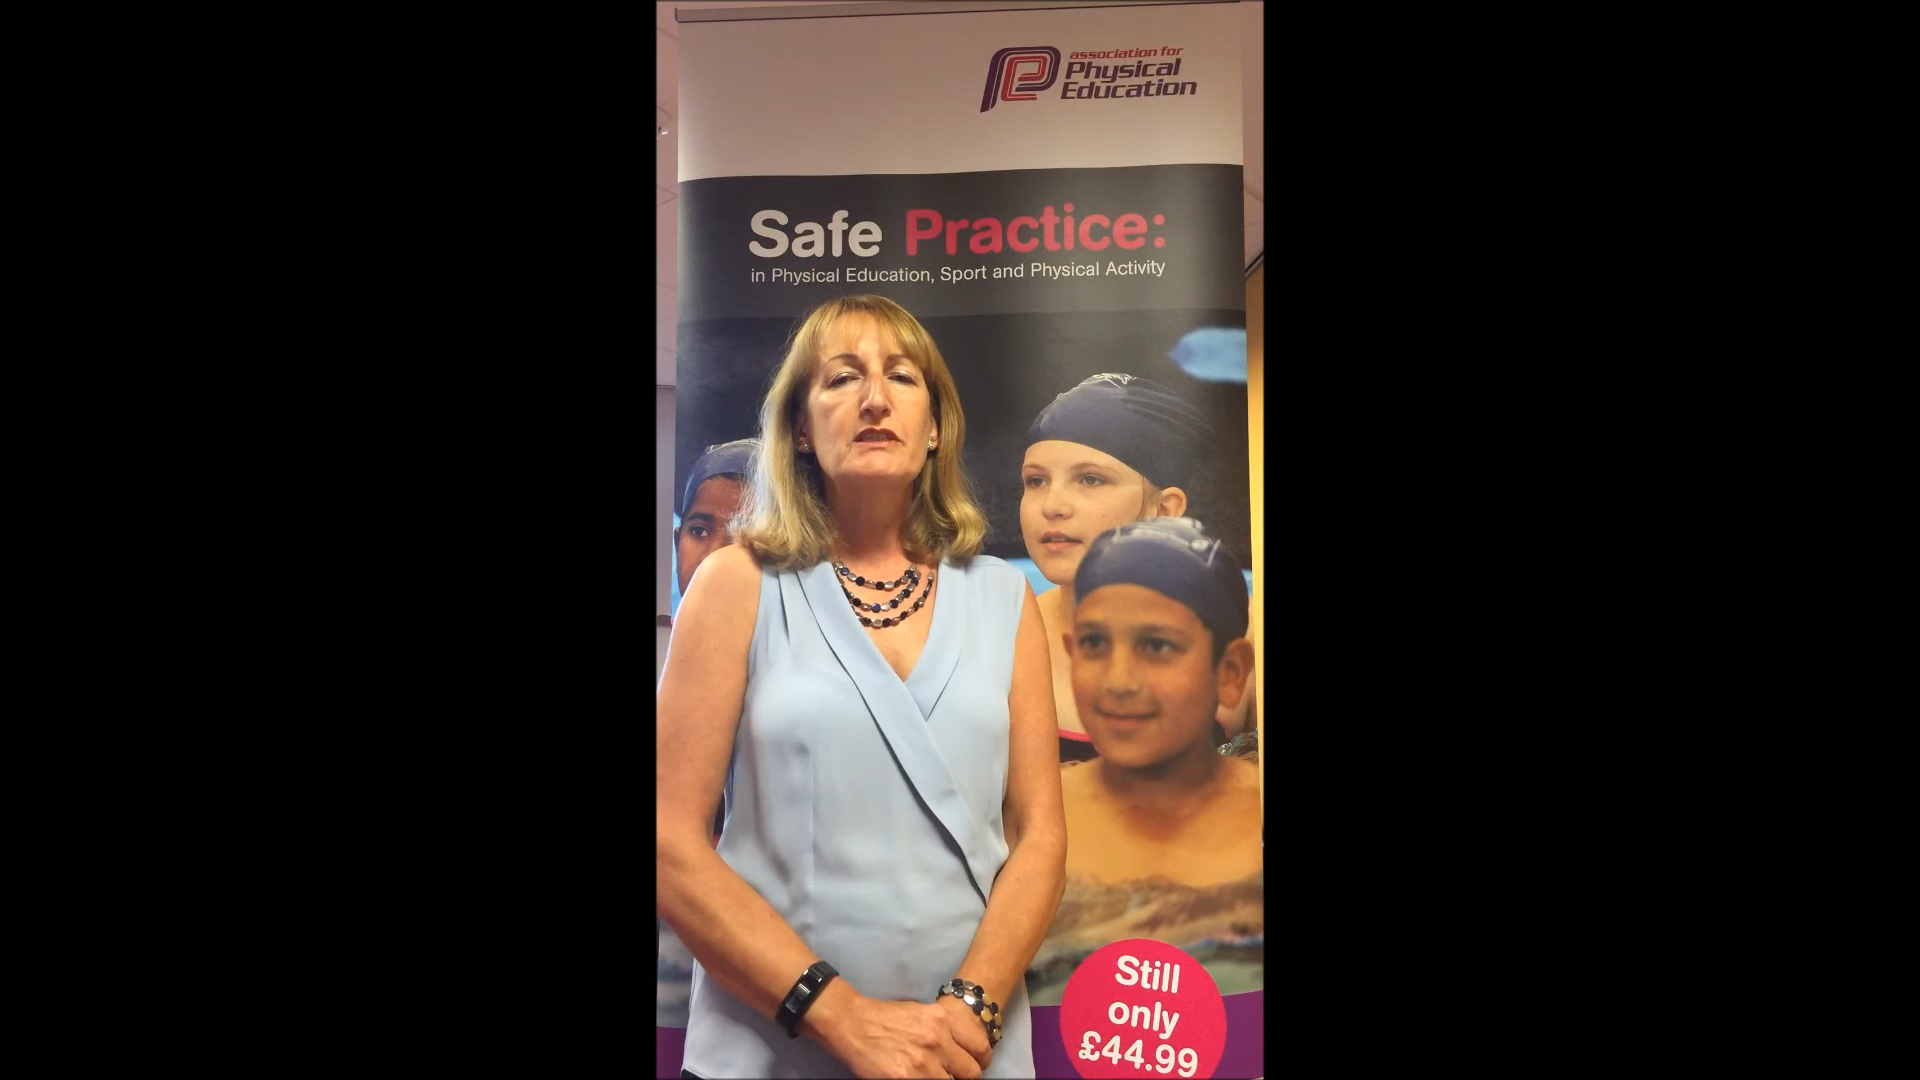 association for
Physical
Education
Safe Practice:
in Physical Education, Sport and Physical Activity
Still
only
£44.99